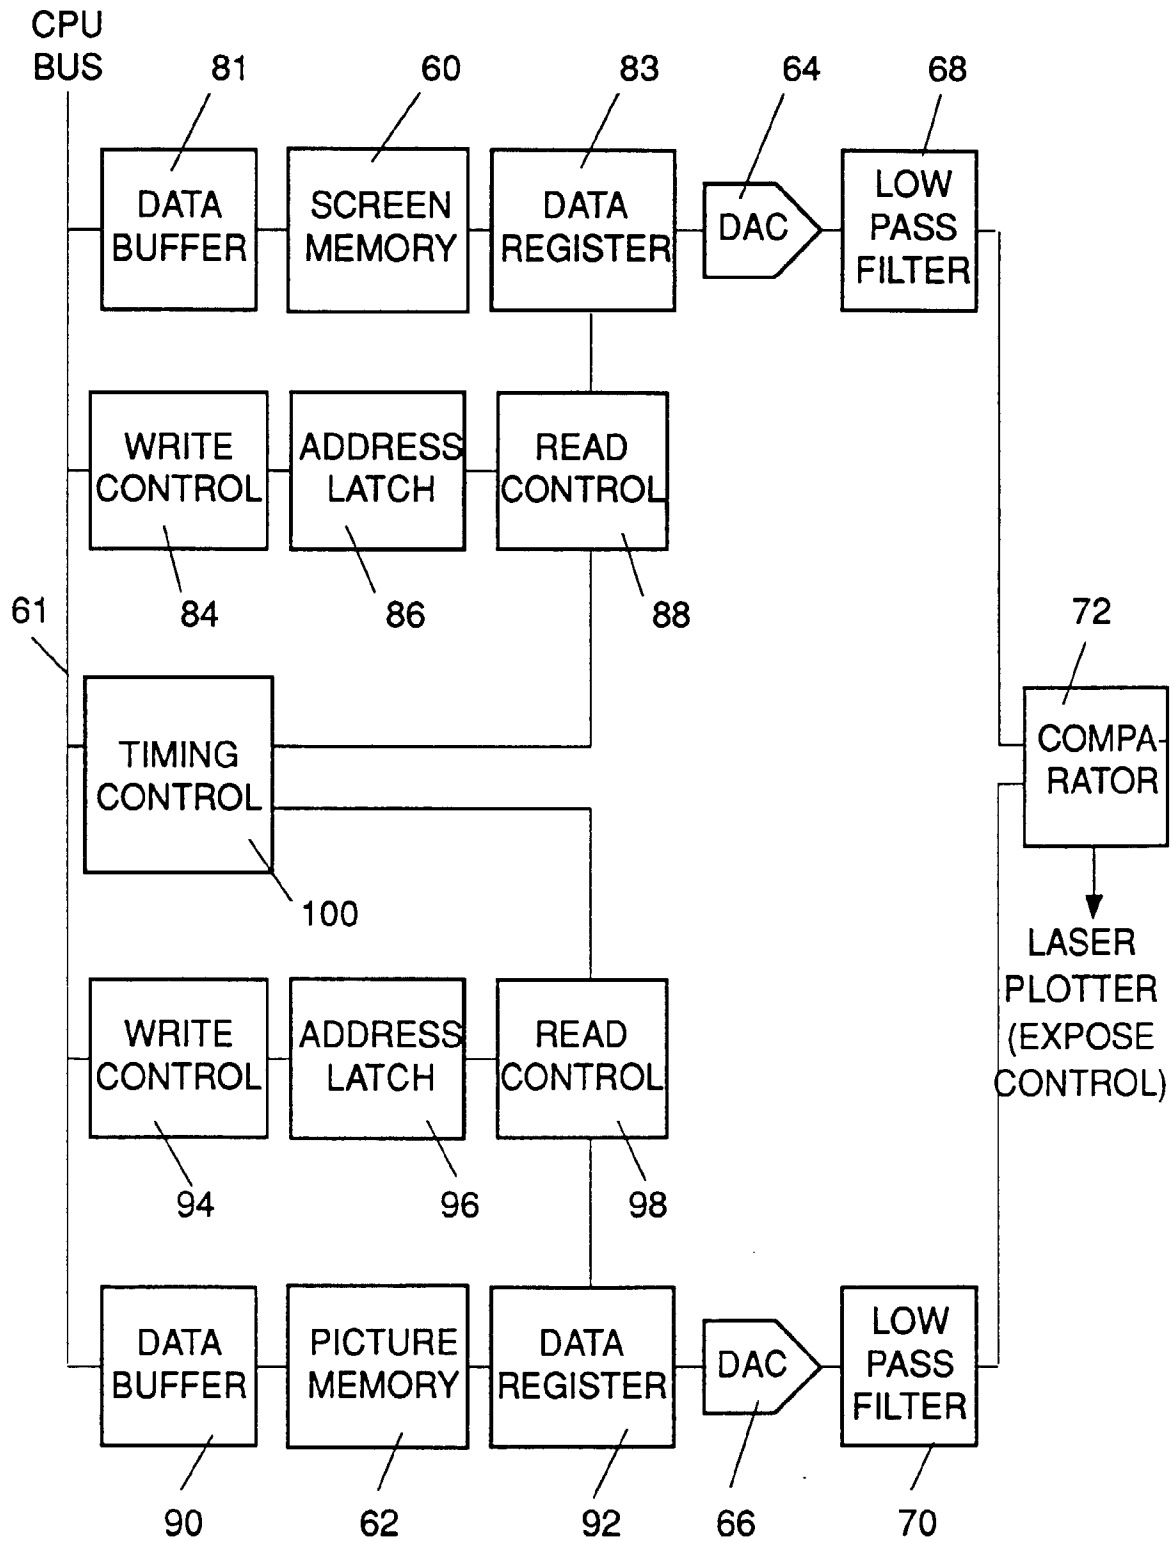 CPU
BUS
81
60
83
64
68
DATA
BUFFER
SCREEN
MEMORY
DATA
REGISTER
DAC
LOW
PASS
FILTER
WRITE
CONTROL
ADDRESS
LATCH
READ
CONTROL
84
86
88
61
72
TIMING
CONTROL
COMPA-
RATOR
100
LASER
PLOTTER
(EXPOSE
CONTROL)
WRITE
CONTROL
ADDRESS
LATCH
READ
CONTROL
94
96
98
DATA
BUFFER
PICTURE
MEMORY
DATA
REGISTER
DAC
LOW
PASS
FILTER
90
62
92
66
70